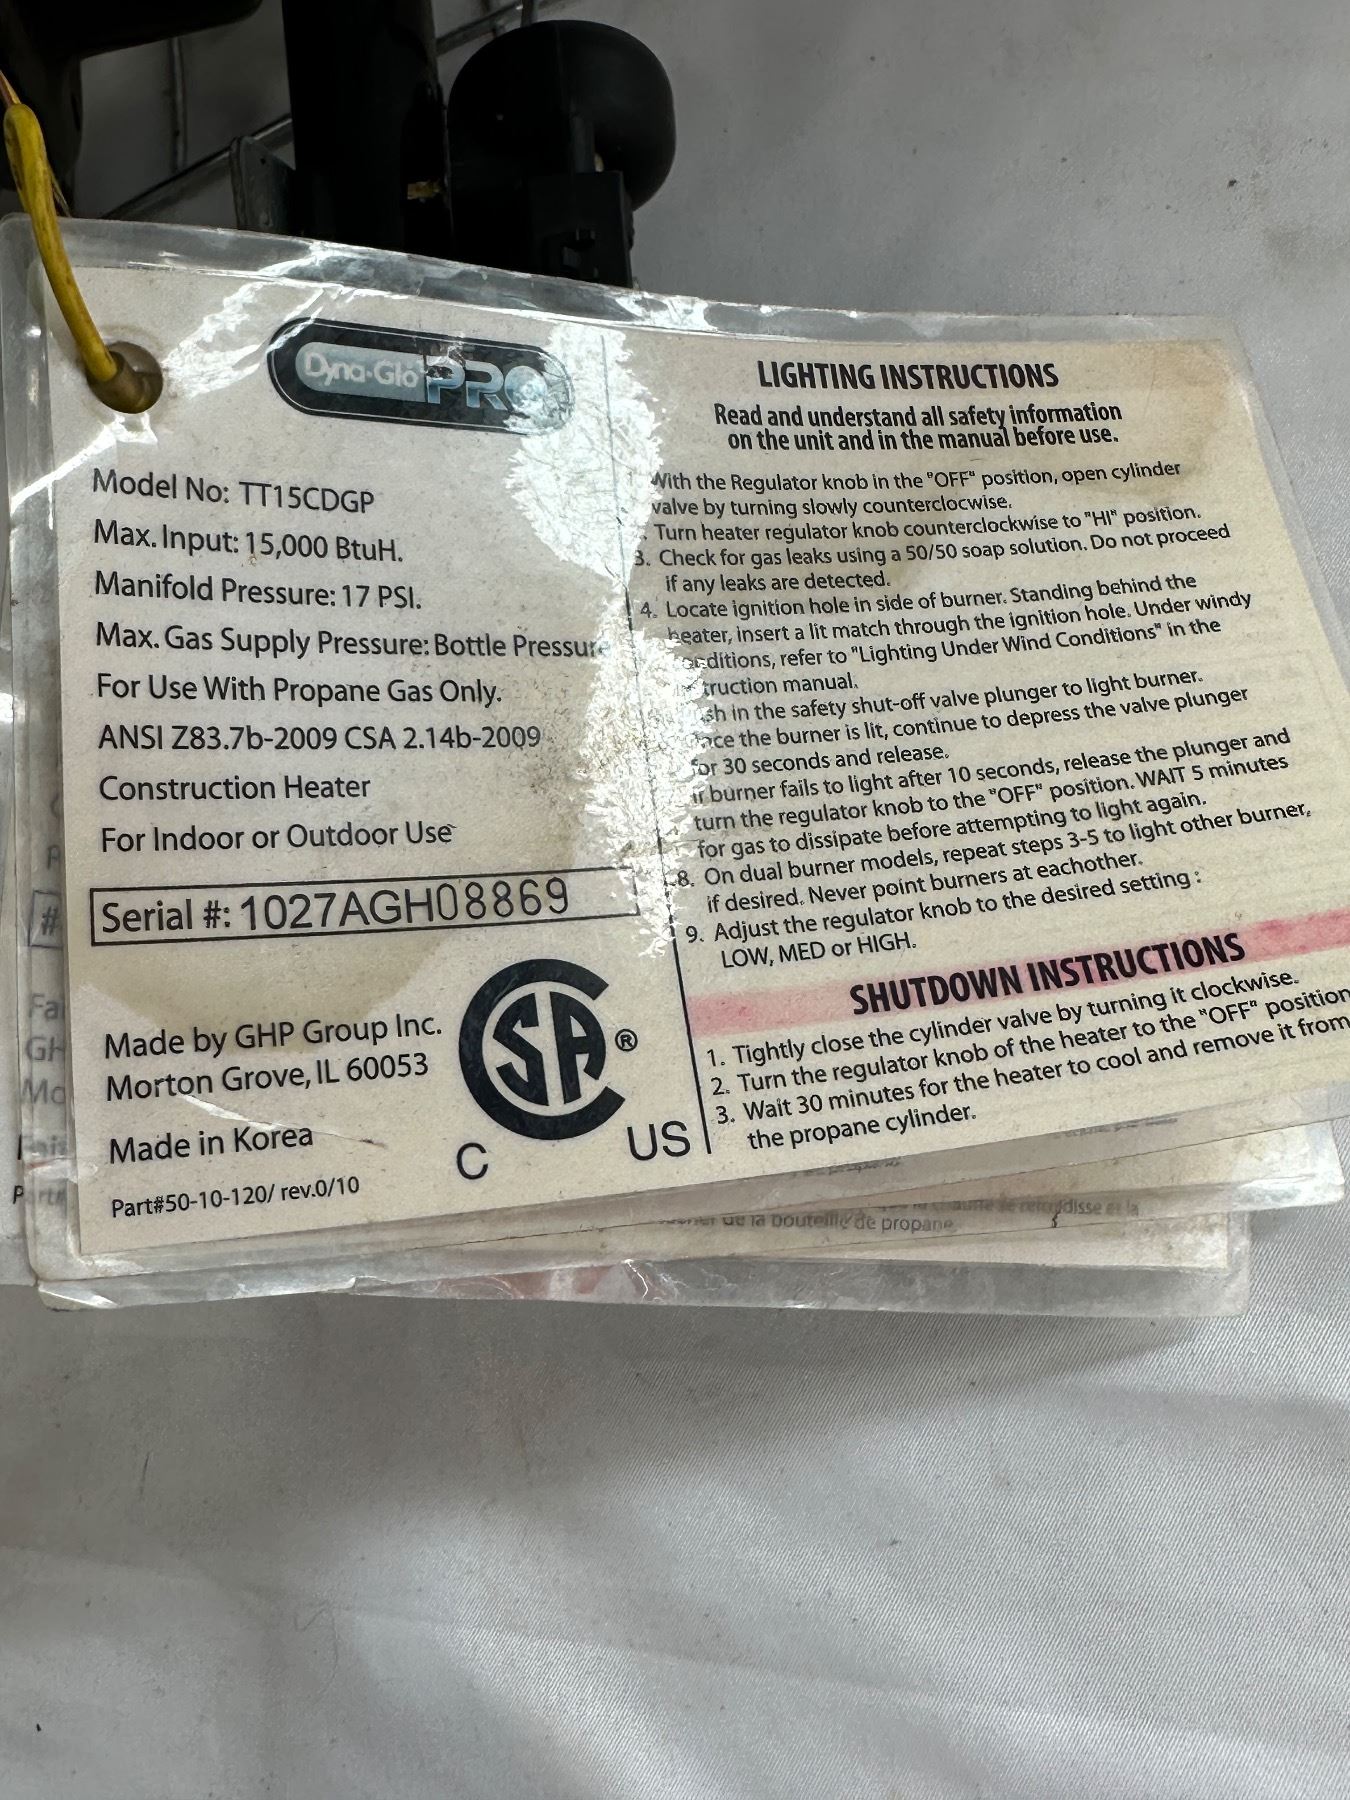 Dyna-Glo PRO
Model No: TT15CDGP
Max. Input: 15,000 BtuH.
Manifold Pressure: 17 PSI.
Max. Gas Supply Pressure: Bottle Pressure
For Use With Propane Gas Only.
ANSI Z83.7b-2009 CSA 2.14b-2009
Construction Heater
For Indoor or Outdoor Use
Serial #: 1027AGH08869
Made by GHP Group Inc.
Morton Grove, IL 60053
Made in Korea
Part#50-10-120/ rev.0/10
C SA ® US
LIGHTING INSTRUCTIONS
Read and understand all safety information
on the unit and in the manual before use.
With the Regulator knob in the "OFF" position, open cylinder
valve by turning slowly counterclocwise.
Turn heater regulator knob counterclockwise to "HI" position.
3. Check for gas leaks using a 50/50 soap solution. Do not proceed
if any leaks are detected.
4. Locate ignition hole in side of burner. Standing behind the
heater, insert a lit match through the ignition hole. Under windy
conditions, refer to "Lighting Under Wind Conditions" in the
truction manual.
sh in the safety shut-off valve plunger to light burner.
nce the burner is lit, continue to depress the valve plunger
for 30 seconds and release.
If burner fails to light after 10 seconds, release the plunger and
turn the regulator knob to the "OFF" position. WAIT 5 minutes
for gas to dissipate before attempting to light again.
8. On dual burner models, repeat steps 3-5 to light other burner,
if desired. Never point burners at eachother.
9. Adjust the regulator knob to the desired setting :
LOW, MED or HIGH.
SHUTDOWN INSTRUCTIONS
1. Tightly close the cylinder valve by turning it clockwise.
2. Turn the regulator knob of the heater to the "OFF" position
3. Wait 30 minutes for the heater to cool and remove it from
the propane cylinder.
de la bouteille de propane
#
Fa
GH
Mo